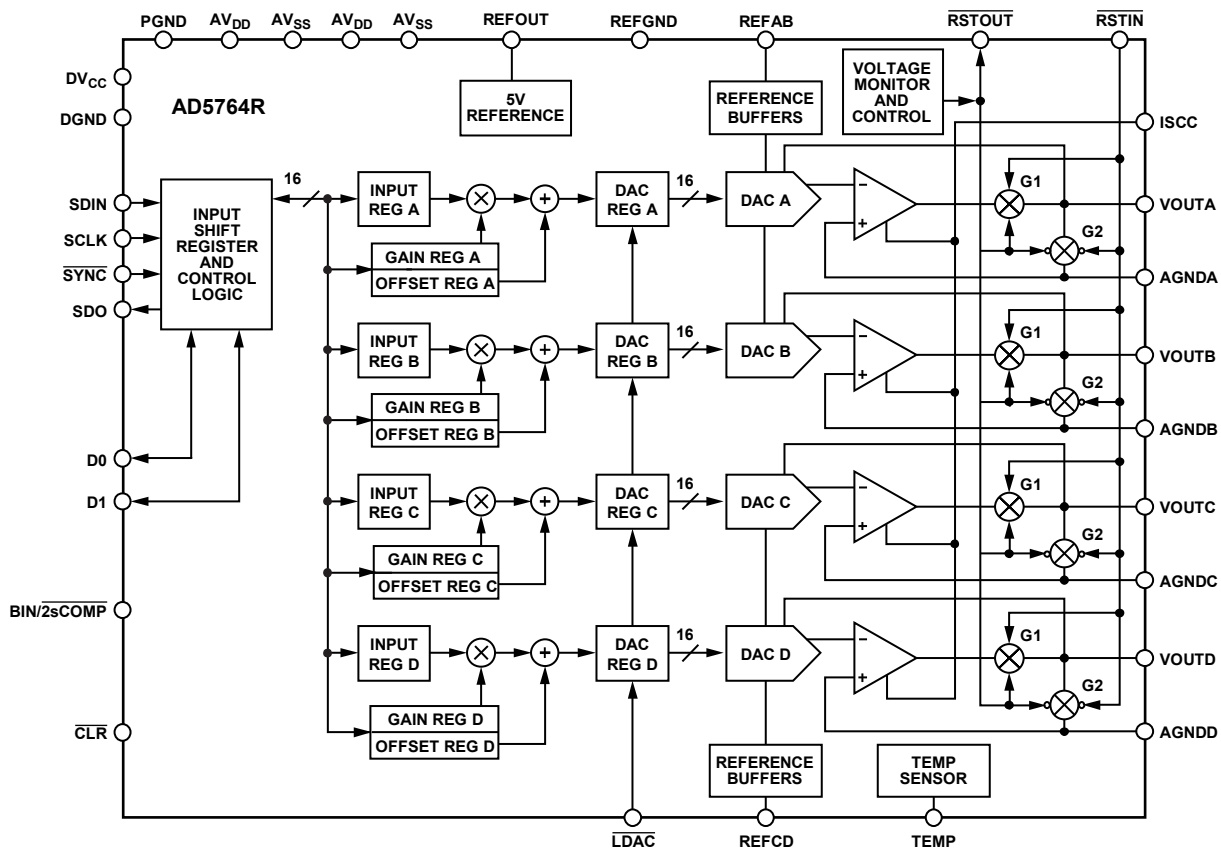 PGND AVDD AVSS AVDD AVSS REFOUT REFGND REFAB RSTOUT RSTIN
DVCC
DGND
AD5764R
5V
REFERENCE
REFERENCE
BUFFERS
VOLTAGE
MONITOR
AND
CONTROL
ISCC
SDIN
SCLK
SYNC
SDO
INPUT
SHIFT
REGISTER
AND
CONTROL
LOGIC
16
INPUT
REG A
×
+
GAIN REG A
OFFSET REG A
DAC
REG A
16
DAC A
−
+
G1
G2
VOUTA
AGNDA
INPUT
REG B
×
+
GAIN REG B
OFFSET REG B
DAC
REG B
16
DAC B
−
+
G1
G2
VOUTB
AGNDB
D0
D1
INPUT
REG C
×
+
GAIN REG C
OFFSET REG C
DAC
REG C
16
DAC C
−
+
G1
G2
VOUTC
AGNDC
BIN/2sCOMP
INPUT
REG D
×
+
GAIN REG D
OFFSET REG D
DAC
REG D
16
DAC D
−
+
G1
G2
VOUTD
AGNDD
CLR
REFERENCE
BUFFERS
TEMP
SENSOR
LDAC REFCD TEMP